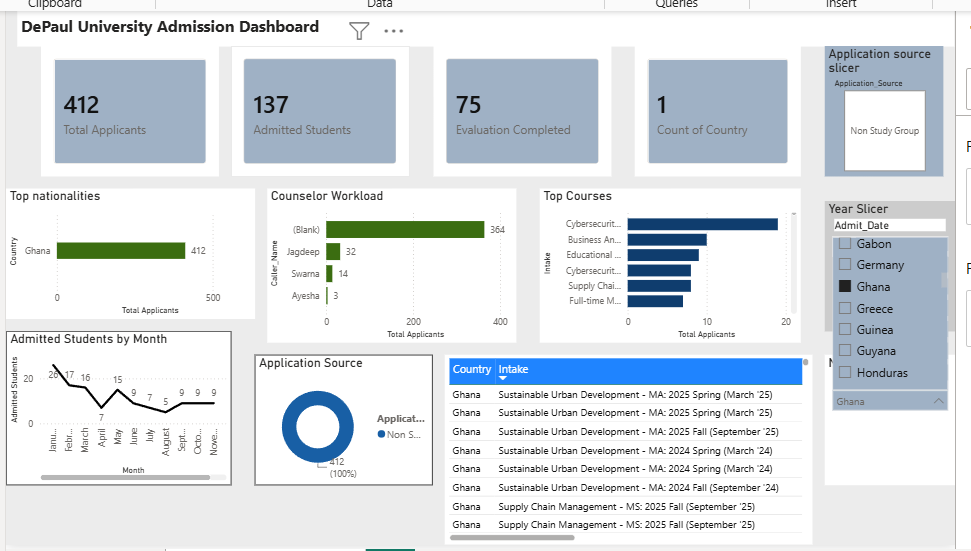 Clipboard
Data
Queries
Insert
DePaul University Admission Dashboard
412
Total Applicants
137
Admitted Students
75
Evaluation Completed
1
Count of Country
Application source
slicer
Application_Source
Non Study Group
Top nationalities
Country
Ghana
412
0
500
Total Applicants
Counselor Workload
Caller_Name
(Blank)
364
Jagdeep
32
Swarna
14
Ayesha
3
0
200
400
Total Applicants
Top Courses
Intake
Cybersecurit...
Business An...
Educational ...
Cybersecurit...
Supply Chai...
Full-time M...
0
10
20
Total Applicants
Year Slicer
Admit_Date
Gabon
Germany
Ghana
Greece
Guinea
Guyana
Honduras
Ghana
Admitted Students by Month
Admitted Students
20
0
26
17
16
7
15
9
7
5
9
9
9
Janu...
Febr...
March
April
May
June
July
August
Sept...
Octo...
Nove...
Month
Application Source
Applicat...
Non S...
412
(100%)
Country Intake
Ghana Sustainable Urban Development - MA: 2025 Spring (March '25)
Ghana Sustainable Urban Development - MA: 2025 Spring (March '25)
Ghana Sustainable Urban Development - MA: 2025 Fall (September '25)
Ghana Sustainable Urban Development - MA: 2024 Spring (March '24)
Ghana Sustainable Urban Development - MA: 2024 Spring (March '24)
Ghana Sustainable Urban Development - MA: 2024 Fall (September '24)
Ghana Supply Chain Management - MS: 2025 Fall (September '25)
Ghana Supply Chain Management - MS: 2025 Fall (September '25)